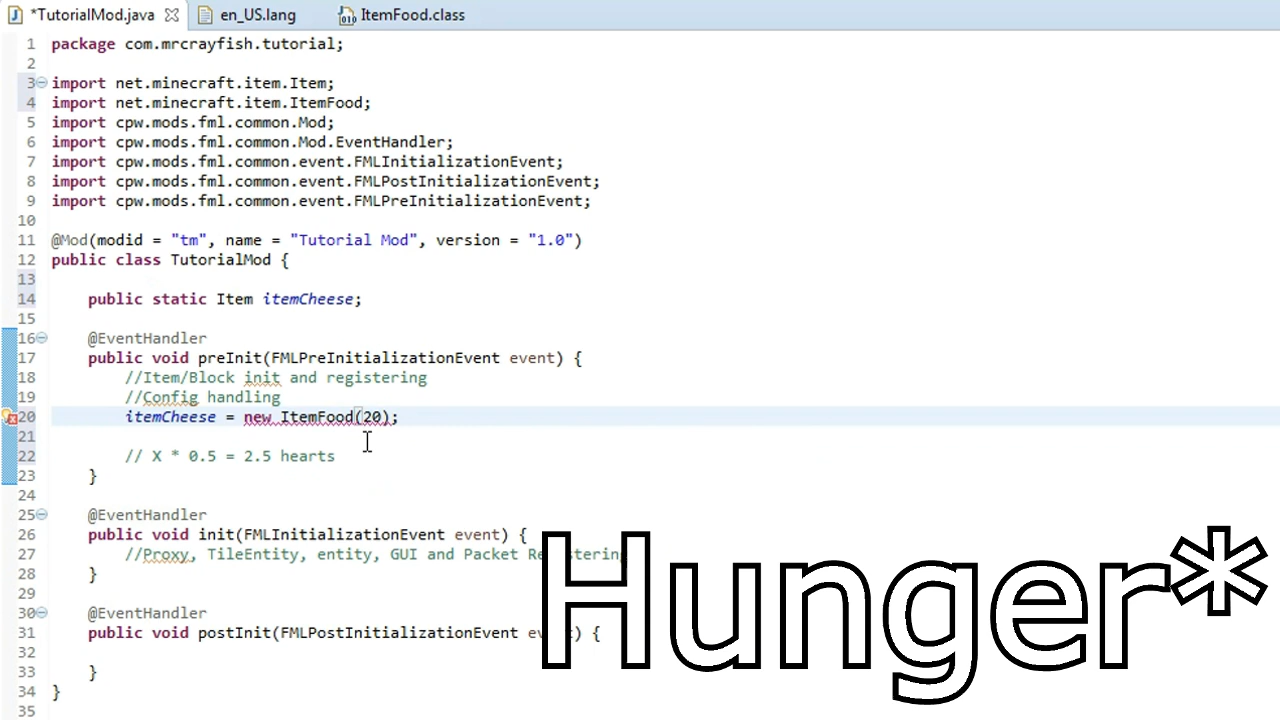 *TutorialMod.java en_US.lang ItemFood.class
1 package com.mrcrayfish.tutorial;
2
3 import net.minecraft.item.Item;
4 import net.minecraft.item.ItemFood;
5 import cpw.mods.fml.common.Mod;
6 import cpw.mods.fml.common.Mod.EventHandler;
7 import cpw.mods.fml.common.event.FMLInitializationEvent;
8 import cpw.mods.fml.common.event.FMLPostInitializationEvent;
9 import cpw.mods.fml.common.event.FMLPreInitializationEvent;
10
11 @Mod(modid = "tm", name = "Tutorial Mod", version = "1.0")
12 public class TutorialMod {
13
14 public static Item itemCheese;
15
16 @EventHandler
17 public void preInit(FMLPreInitializationEvent event) {
18 //Item/Block init and registering
19 //Config handling
20 itemCheese = new ItemFood(20);
21
22 // X * 0.5 = 2.5 hearts
23 }
24
25 @EventHandler
26 public void init(FMLInitializationEvent event) {
27 //Proxy, TileEntity, entity, GUI and Packet Registering
28 }
29
30 @EventHandler
31 public void postInit(FMLPostInitializationEvent event) {
32
33 }
34 }
35
Hunger*